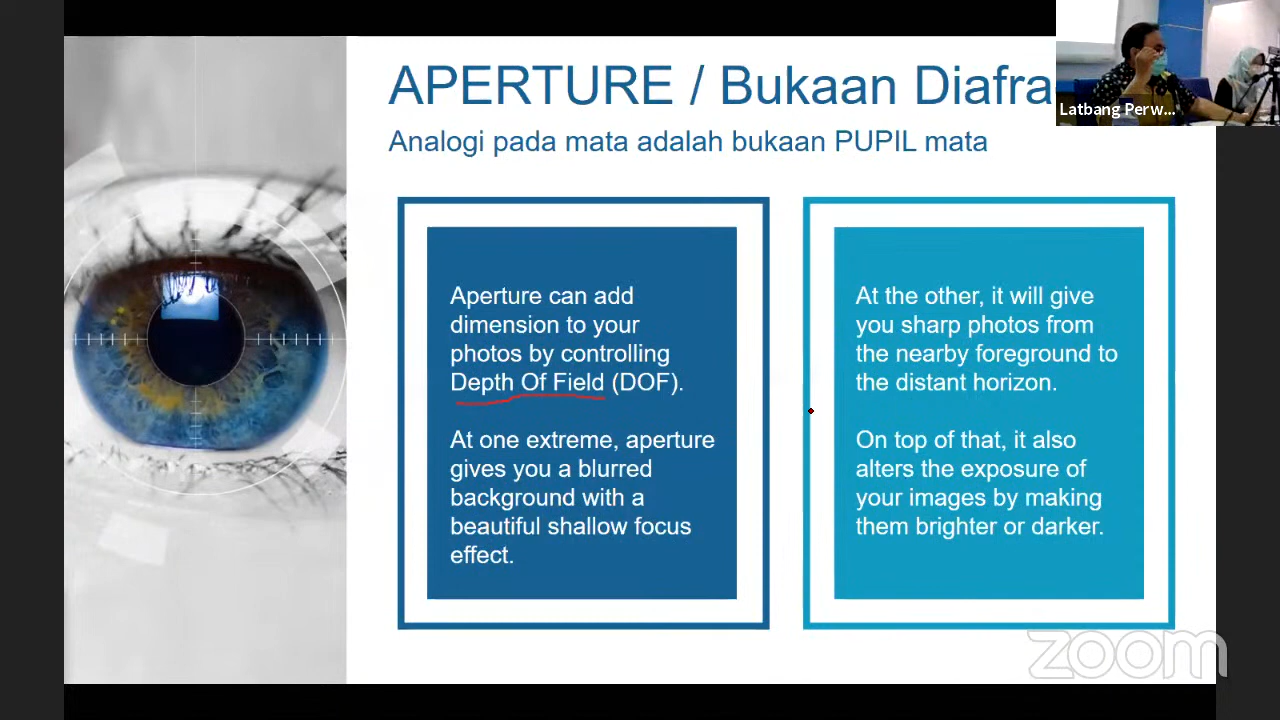 APERTURE / Bukaan Diafra
Analogi pada mata adalah bukaan PUPIL mata
Aperture can add
dimension to your
photos by controlling
Depth Of Field (DOF).
At one extreme, aperture
gives you a blurred
background with a
beautiful shallow focus
effect.
At the other, it will give
you sharp photos from
the nearby foreground to
the distant horizon.
On top of that, it also
alters the exposure of
your images by making
them brighter or darker.
Latbang Perw...
zoom